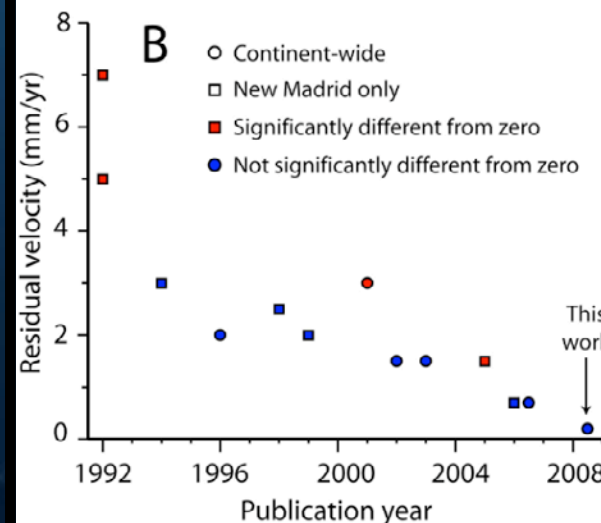 B
Continent-wide
New Madrid only
Significantly different from zero
Not significantly different from zero
8
6
4
2
0
Residual velocity (mm/yr)
This
1992
1996
2000
2004
2008
Publication year